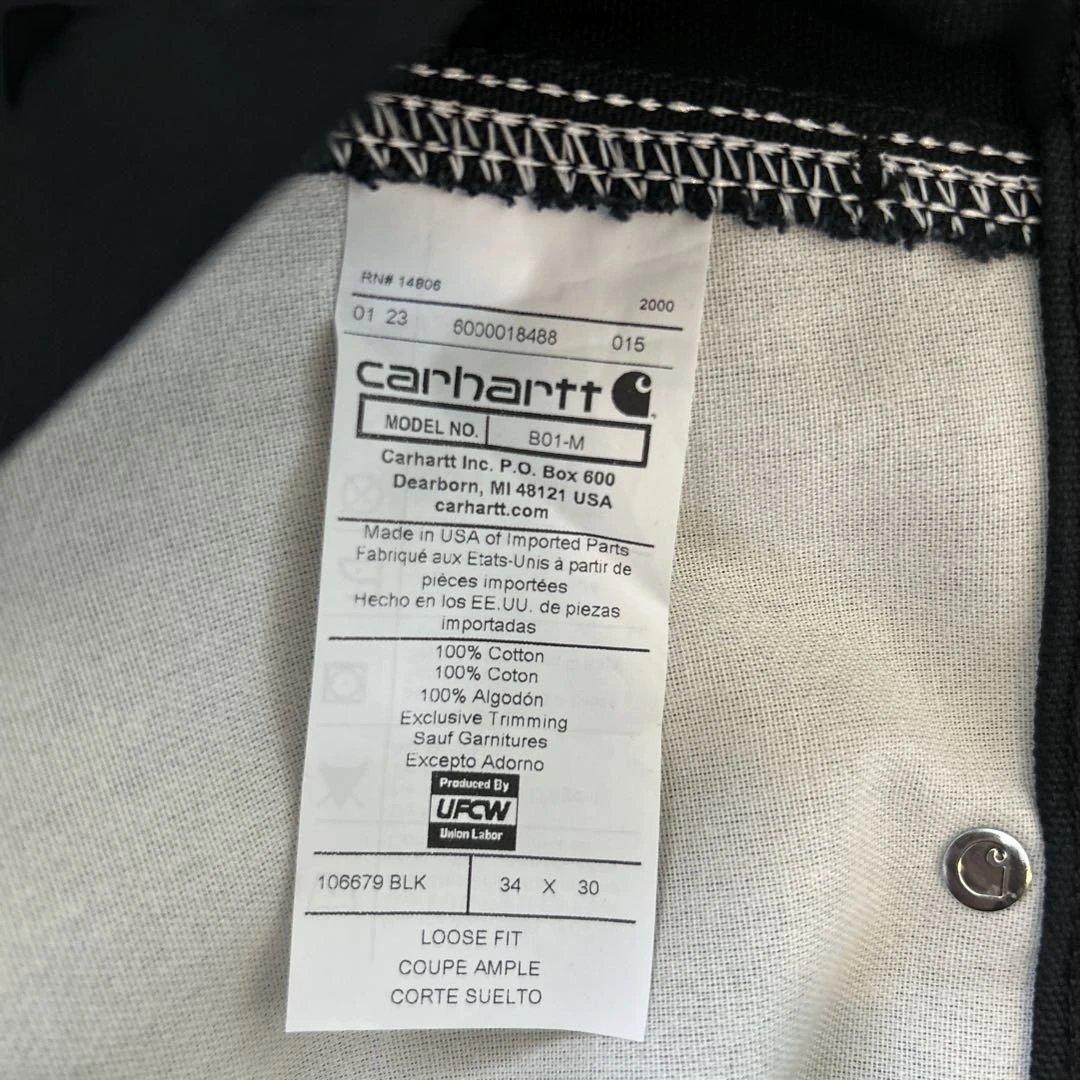 RN# 14806
2000
01 23 6000018488 015
carhartt
MODEL NO. B01-M
Carhartt Inc. P.O. Box 600
Dearborn, MI 48121 USA
carhartt.com
Made in USA of Imported Parts
Fabriqué aux Etats-Unis à partir de
pièces importées
Hecho en los EE.UU. de piezas
importadas
100% Cotton
100% Coton
100% Algodón
Exclusive Trimming
Sauf Garnitures
Excepto Adorno
Produced By
UFCW
Union Labor
106679 BLK 34 X 30
LOOSE FIT
COUPE AMPLE
CORTE SUELTO